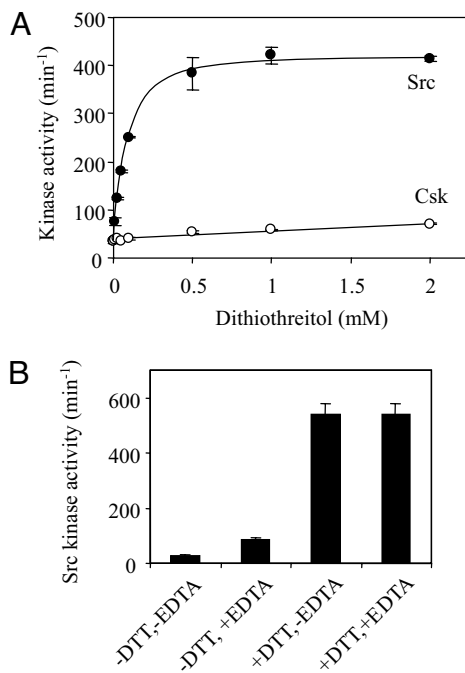 A
Kinase activity (min⁻¹)
500
400
300
200
100
0
Src
Csk
0
0.5
1
1.5
2
Dithiothreitol (mM)
B
Src kinase activity (min⁻¹)
600
400
200
0
-DTT,-EDTA
-DTT, +EDTA
+DTT,-EDTA
+DTT,+EDTA